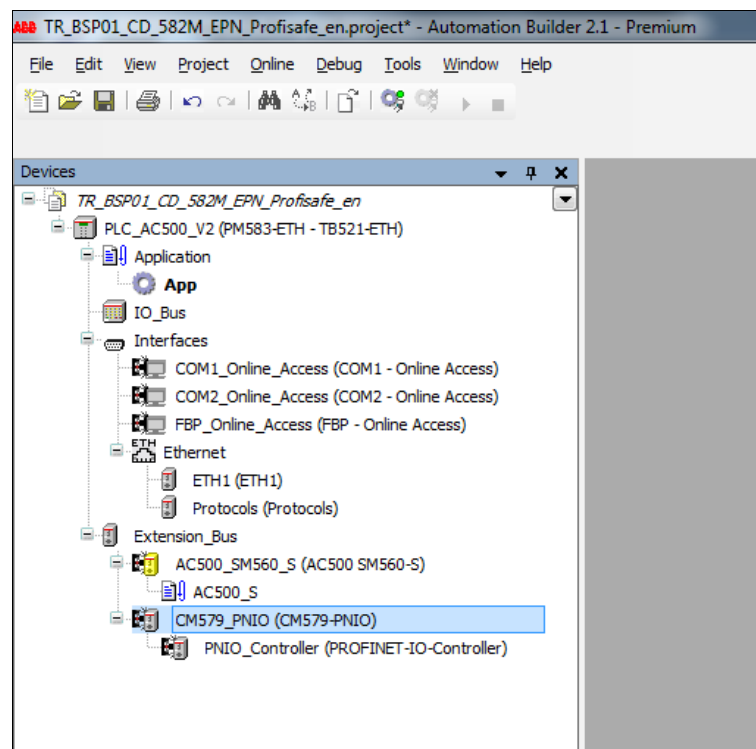 ABB TR_BSP01_CD_582M_EPN_Profisafe_en.project* - Automation Builder 2.1 - Premium
File Edit View Project Online Debug Tools Window Help
Devices
TR_BSP01_CD_582M_EPN_Profisafe_en
PLC_AC500_V2 (PM583-ETH - TB521-ETH)
Application
App
IO_Bus
Interfaces
COM1_Online_Access (COM1 - Online Access)
COM2_Online_Access (COM2 - Online Access)
FBP_Online_Access (FBP - Online Access)
ETH
Ethernet
ETH1 (ETH1)
Protocols (Protocols)
Extension_Bus
AC500_SM560_S (AC500 SM560-S)
AC500_S
CM579_PNIO (CM579-PNIO)
PNIO_Controller (PROFINET-IO-Controller)